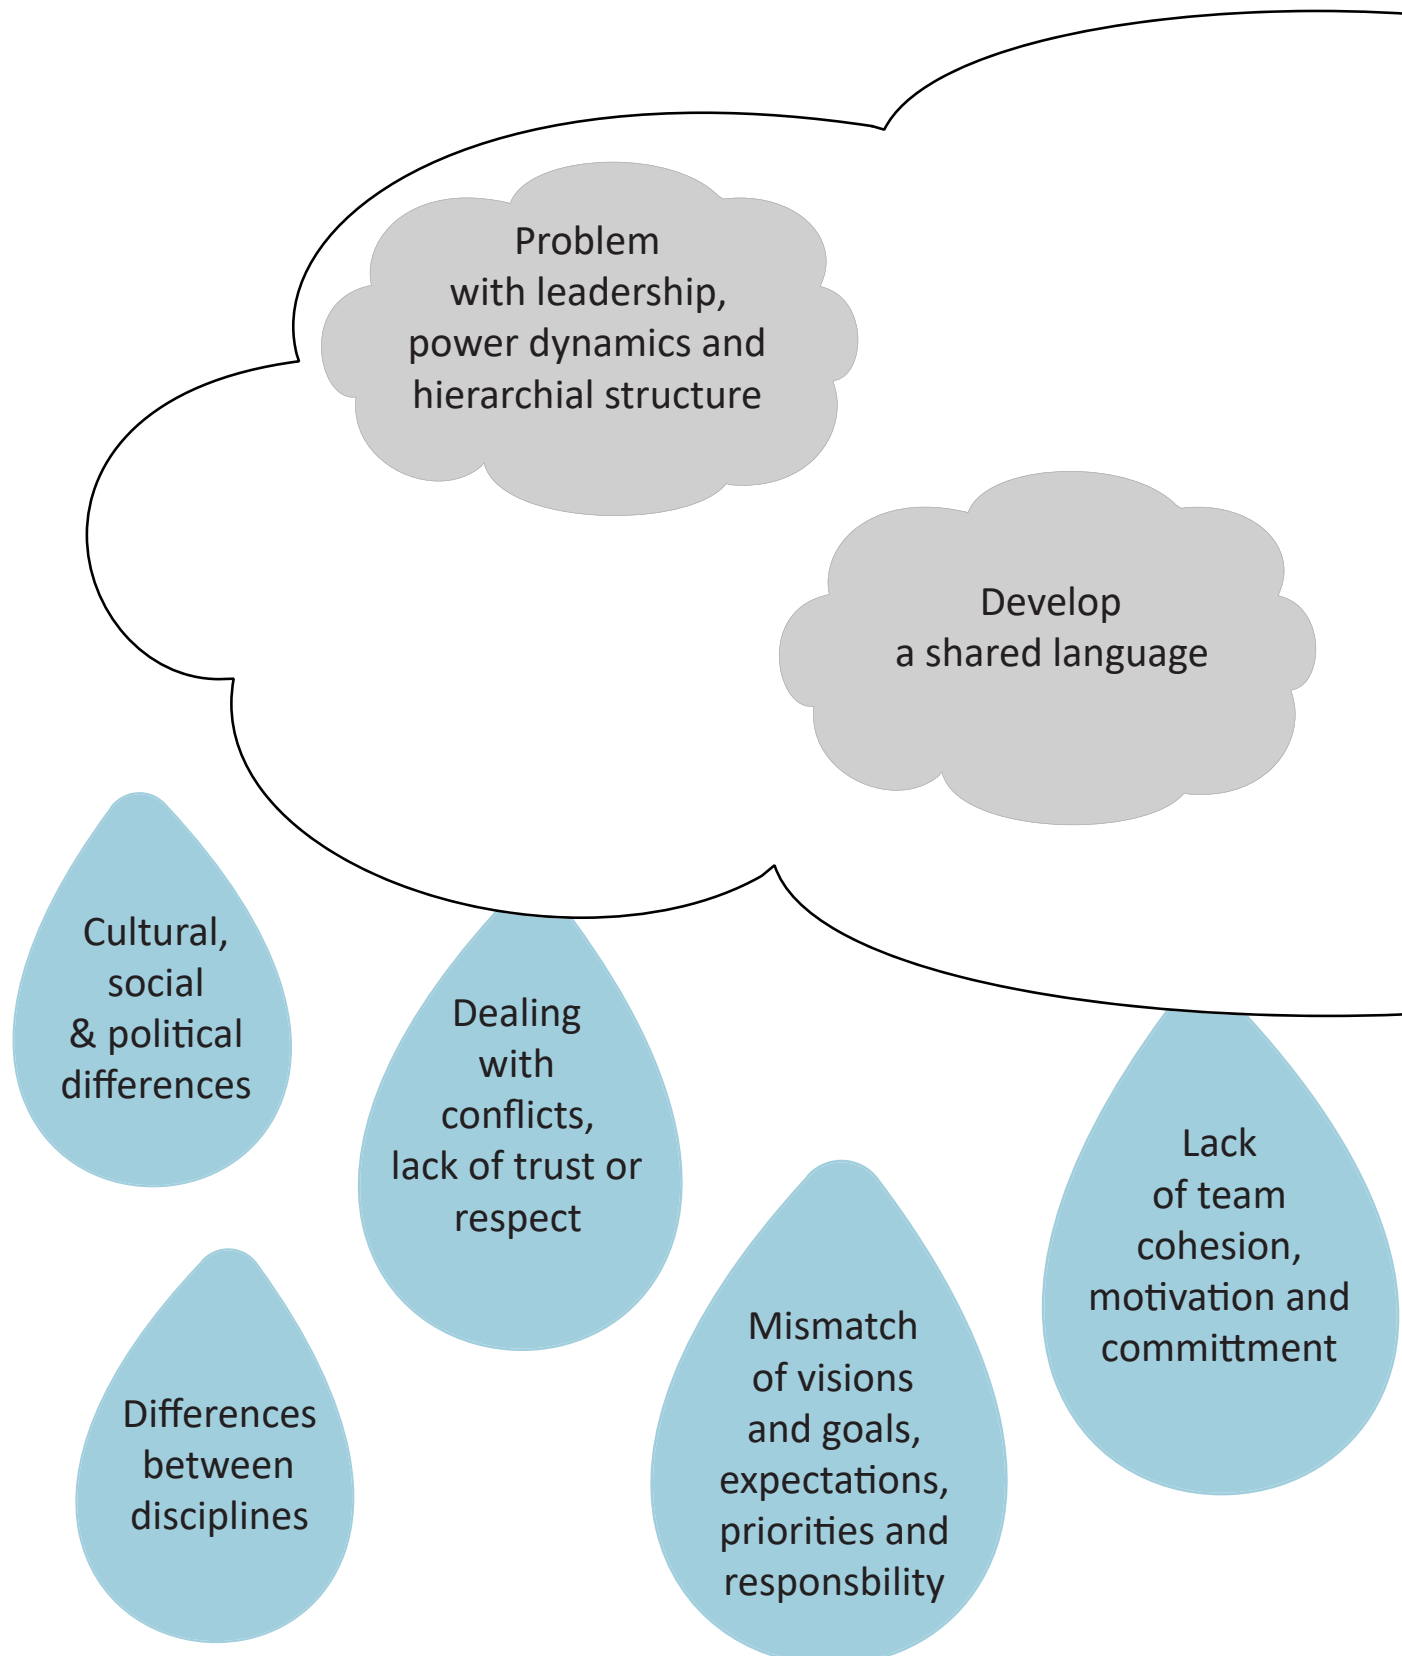 Problem
with leadership,
power dynamics and
hierarchial structure
Develop
a shared language
Cultural,
social
& political
differences
Dealing
with
conflicts,
lack of trust or
respect
Lack
of team
cohesion,
motivation and
committment
Differences
between
disciplines
Mismatch
of visions
and goals,
expectations,
priorities and
responsbility